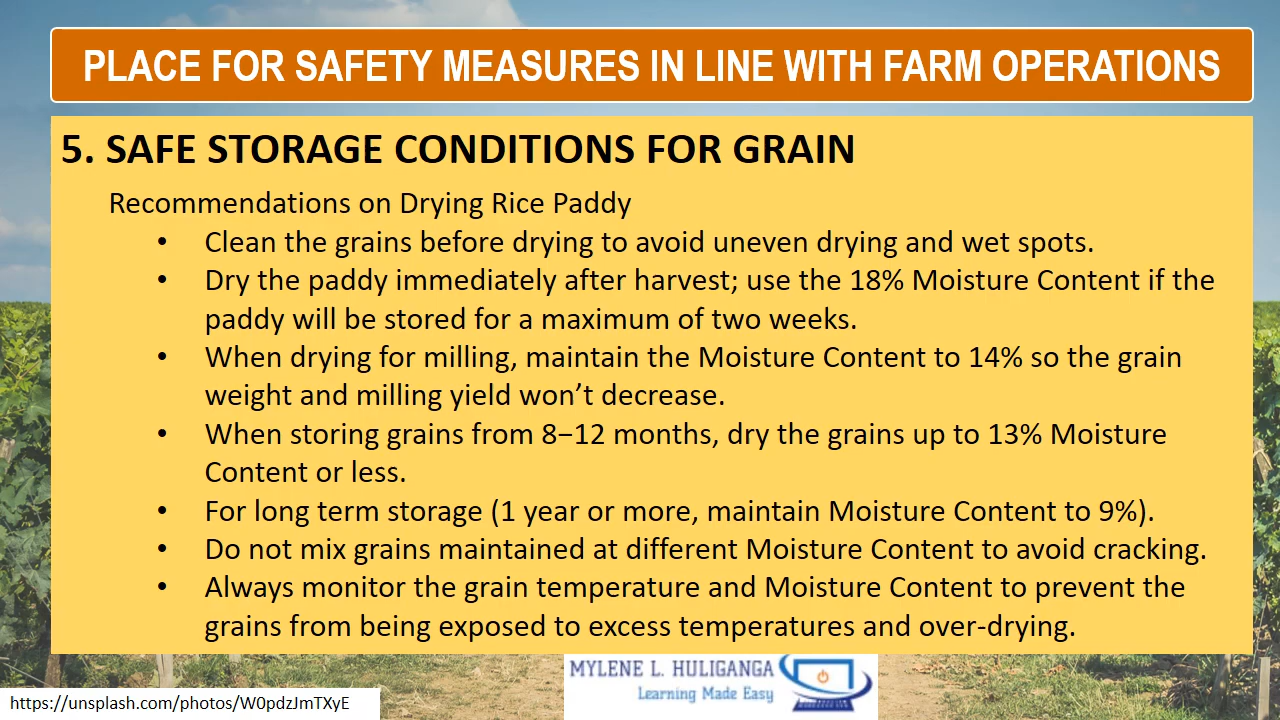 PLACE FOR SAFETY MEASURES IN LINE WITH FARM OPERATIONS
5. SAFE STORAGE CONDITIONS FOR GRAIN
Recommendations on Drying Rice Paddy
• Clean the grains before drying to avoid uneven drying and wet spots.
• Dry the paddy immediately after harvest; use the 18% Moisture Content if the
paddy will be stored for a maximum of two weeks.
• When drying for milling, maintain the Moisture Content to 14% so the grain
weight and milling yield won’t decrease.
• When storing grains from 8–12 months, dry the grains up to 13% Moisture
Content or less.
• For long term storage (1 year or more, maintain Moisture Content to 9%).
• Do not mix grains maintained at different Moisture Content to avoid cracking.
• Always monitor the grain temperature and Moisture Content to prevent the
grains from being exposed to excess temperatures and over-drying.
MYLENE L. HULIGANGA
Learning Made Easy
https://unsplash.com/photos/W0pdzJmTXyE